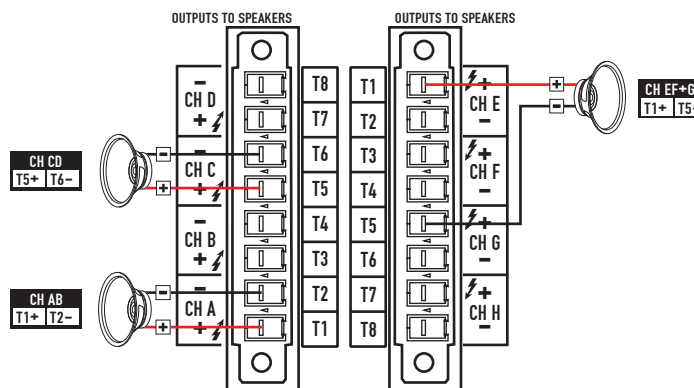 OUTPUTS TO SPEAKERS
OUTPUTS TO SPEAKERS
−
CH D
+
T8
T7
−
CH C
+
T6
T5
−
CH B
+
T4
T3
−
CH A
+
T2
T1
T1
T2
+
CH E
−
T3
T4
+
CH F
−
T5
T6
+
CH G
−
T7
T8
+
CH H
−
CH CD
T5+ T6−
−
+
CH AB
T1+ T2−
−
+
+
−
CH EF+G
T1+ T5